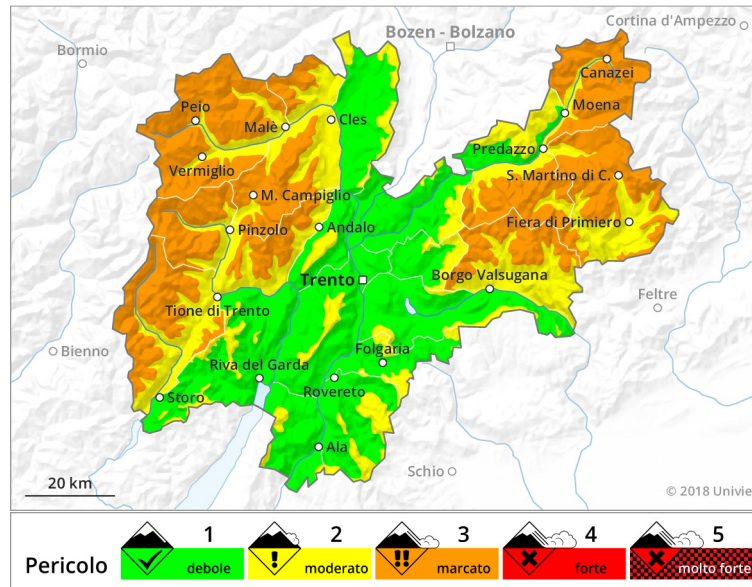 Cortina d'Ampezzo
Bozen - Bolzano
Bormio
Canazei
Peio
Moena
Malè
Cles
Predazzo
Vermiglio
S. Martino di C.
M. Campiglio
Fiera di Primiero
Pinzolo
Andalo
Trento
Borgo Valsugana
Feltre
Tione di Trento
Folgaria
Bienno
Riva del Garda
Rovereto
Storo
Ala
Schio
20 km
© 2018 Univie
1 2 3 4 5
Pericolo debole moderato marcato forte molto forte